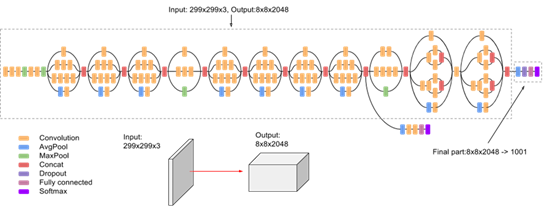 Input: 299x299x3, Output:8x8x2048
Convolution
AvgPool
MaxPool
Concat
Dropout
Fully connected
Softmax
Input:
299x299x3
Output:
8x8x2048
Final part:8x8x2048 -> 1001